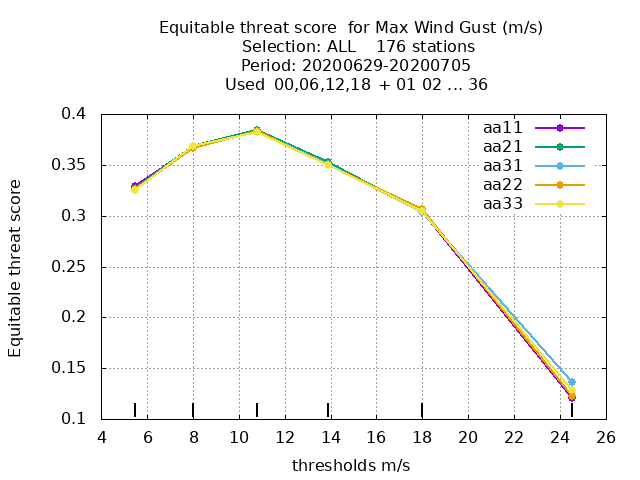 Equitable threat score  for Max Wind Gust (m/s)
Selection: ALL    176 stations
Period: 20200629-20200705
Used  00,06,12,18 + 01 02 ... 36
aa11
aa21
aa31
aa22
aa33
Equitable threat score
0.4
0.35
0.3
0.25
0.2
0.15
0.1
4 6 8 10 12 14 16 18 20 22 24 26
thresholds m/s